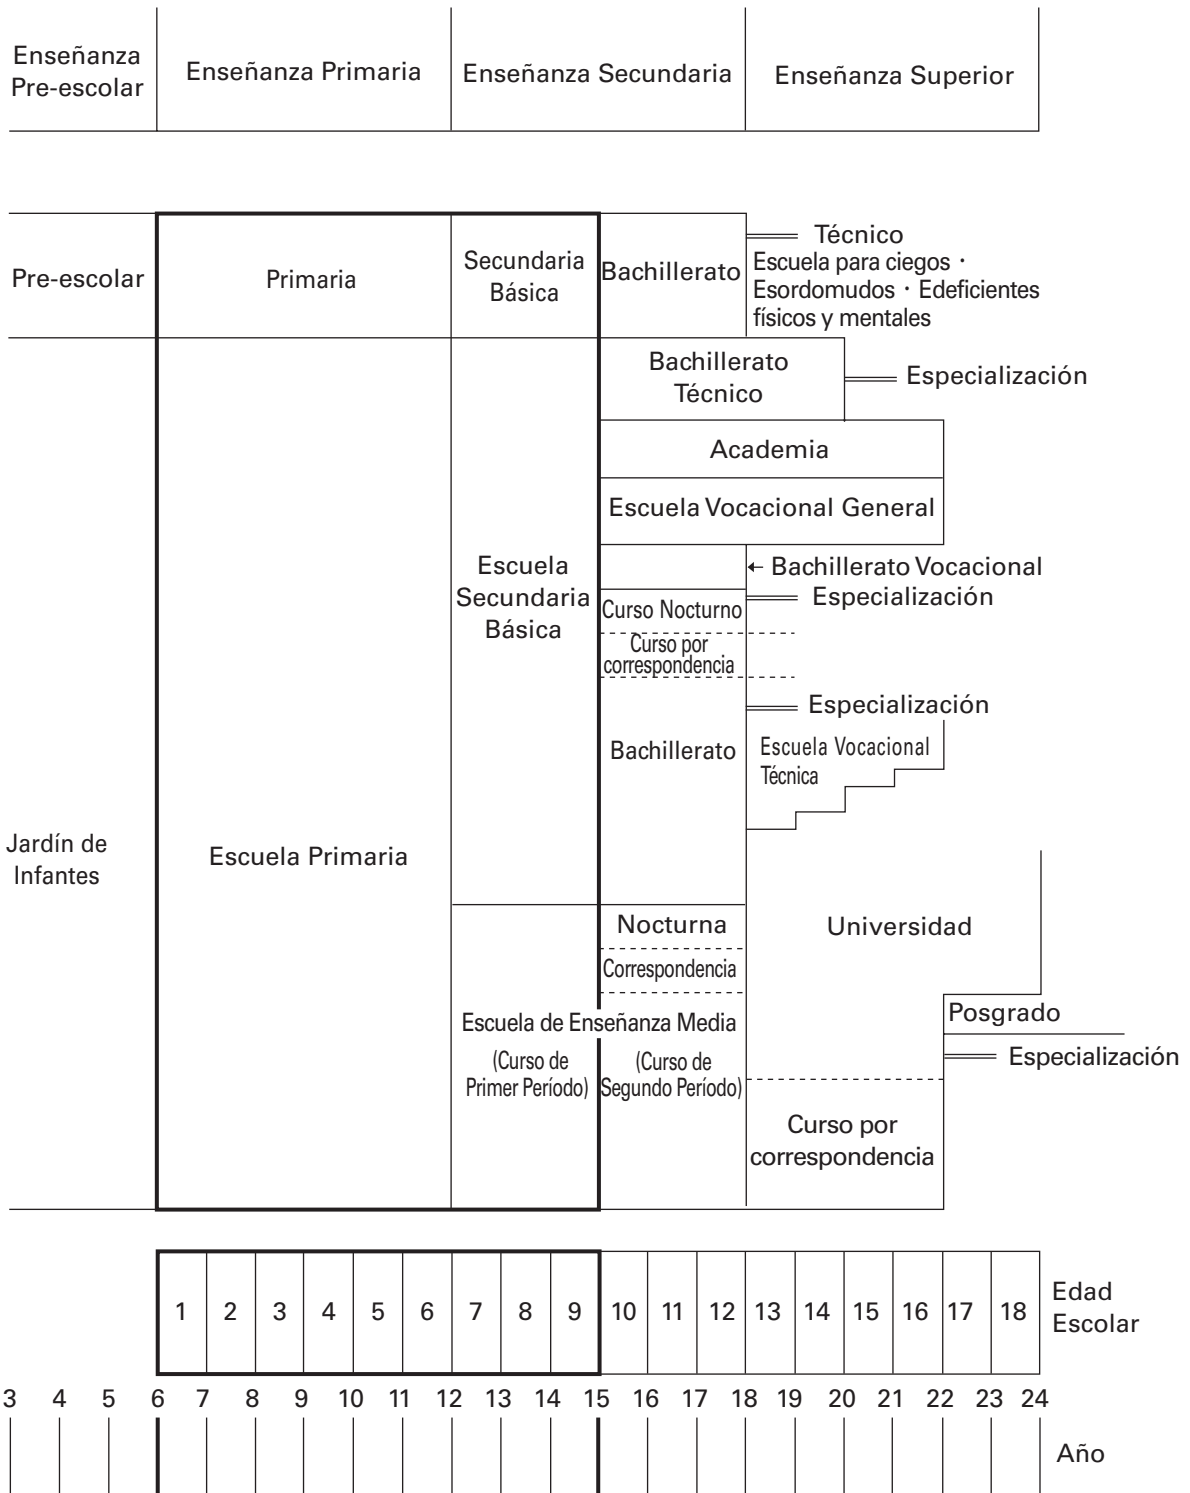 Enseñanza
Pre-escolar
Enseñanza Primaria
Enseñanza Secundaria
Enseñanza Superior
Pre-escolar
Primaria
Secundaria
Básica
Bachillerato
Técnico
Escuela para ciegos・
Esordomudos・Edeficientes
físicos y mentales
Bachillerato
Técnico
Especialización
Academia
Escuela Vocacional General
Escuela
Secundaria
Básica
Bachillerato Vocacional
Especialización
Curso Nocturno
Curso por
correspondencia
Especialización
Bachillerato
Escuela Vocacional
Técnica
Jardín de
Infantes
Escuela Primaria
Nocturna
Correspondencia
Universidad
Escuela de Enseñanza Media
(Curso de
Primer Período)
(Curso de
Segundo Período)
Posgrado
Especialización
Curso por
correspondencia
1 2 3 4 5 6 7 8 9 10 11 12 13 14 15 16 17 18
Edad
Escolar
3 4 5 6 7 8 9 10 11 12 13 14 15 16 17 18 19 20 21 22 23 24
Año